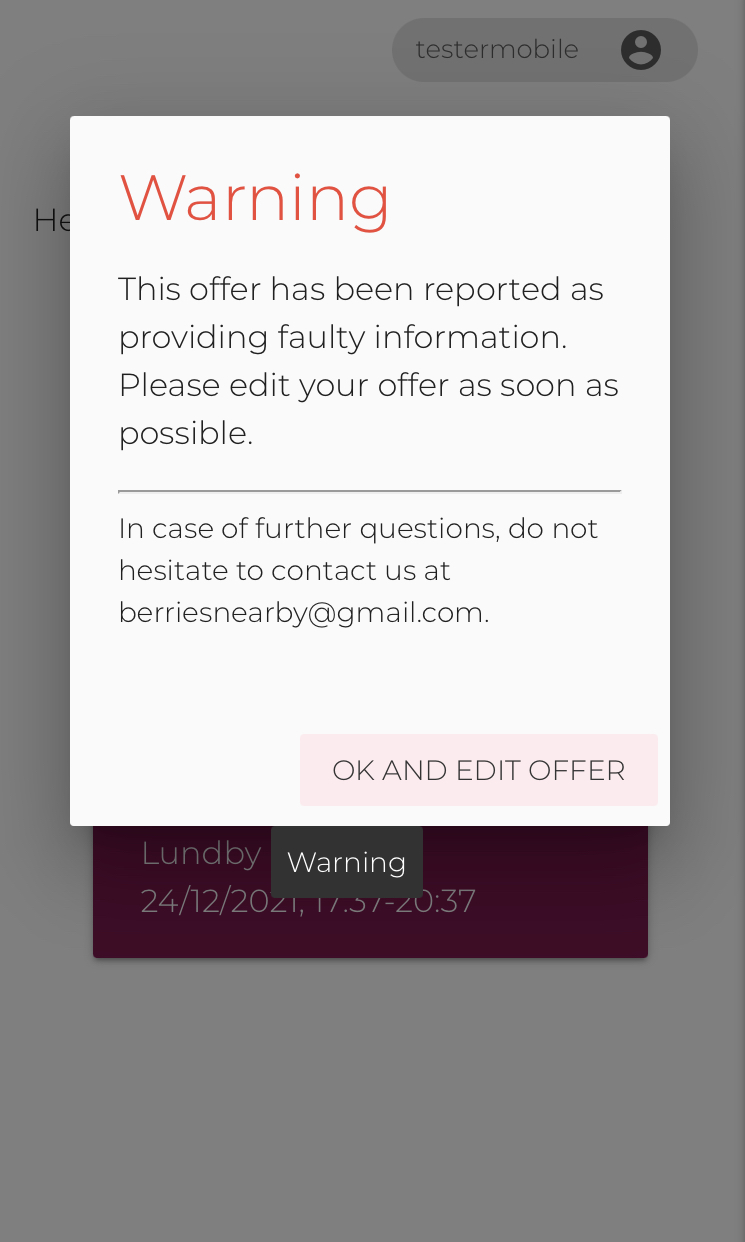 testermobile
Warning
He
This offer has been reported as
providing faulty information.
Please edit your offer as soon as
possible.
In case of further questions, do not
hesitate to contact us at
berriesnearby@gmail.com.
OK AND EDIT OFFER
Lundby
Warning
24/12/2021, 17:37-20:37